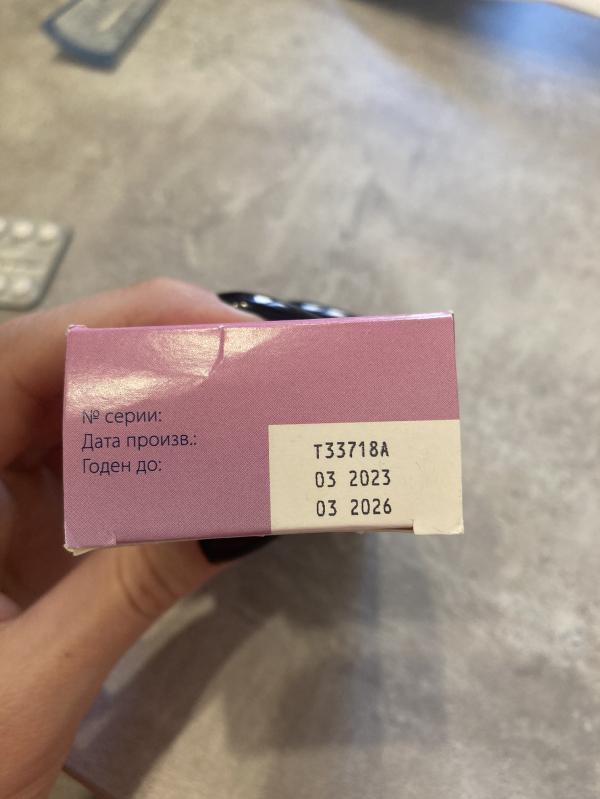 № серии:
Дата произв.:
Годен до:
T33718A
03 2023
03 2026